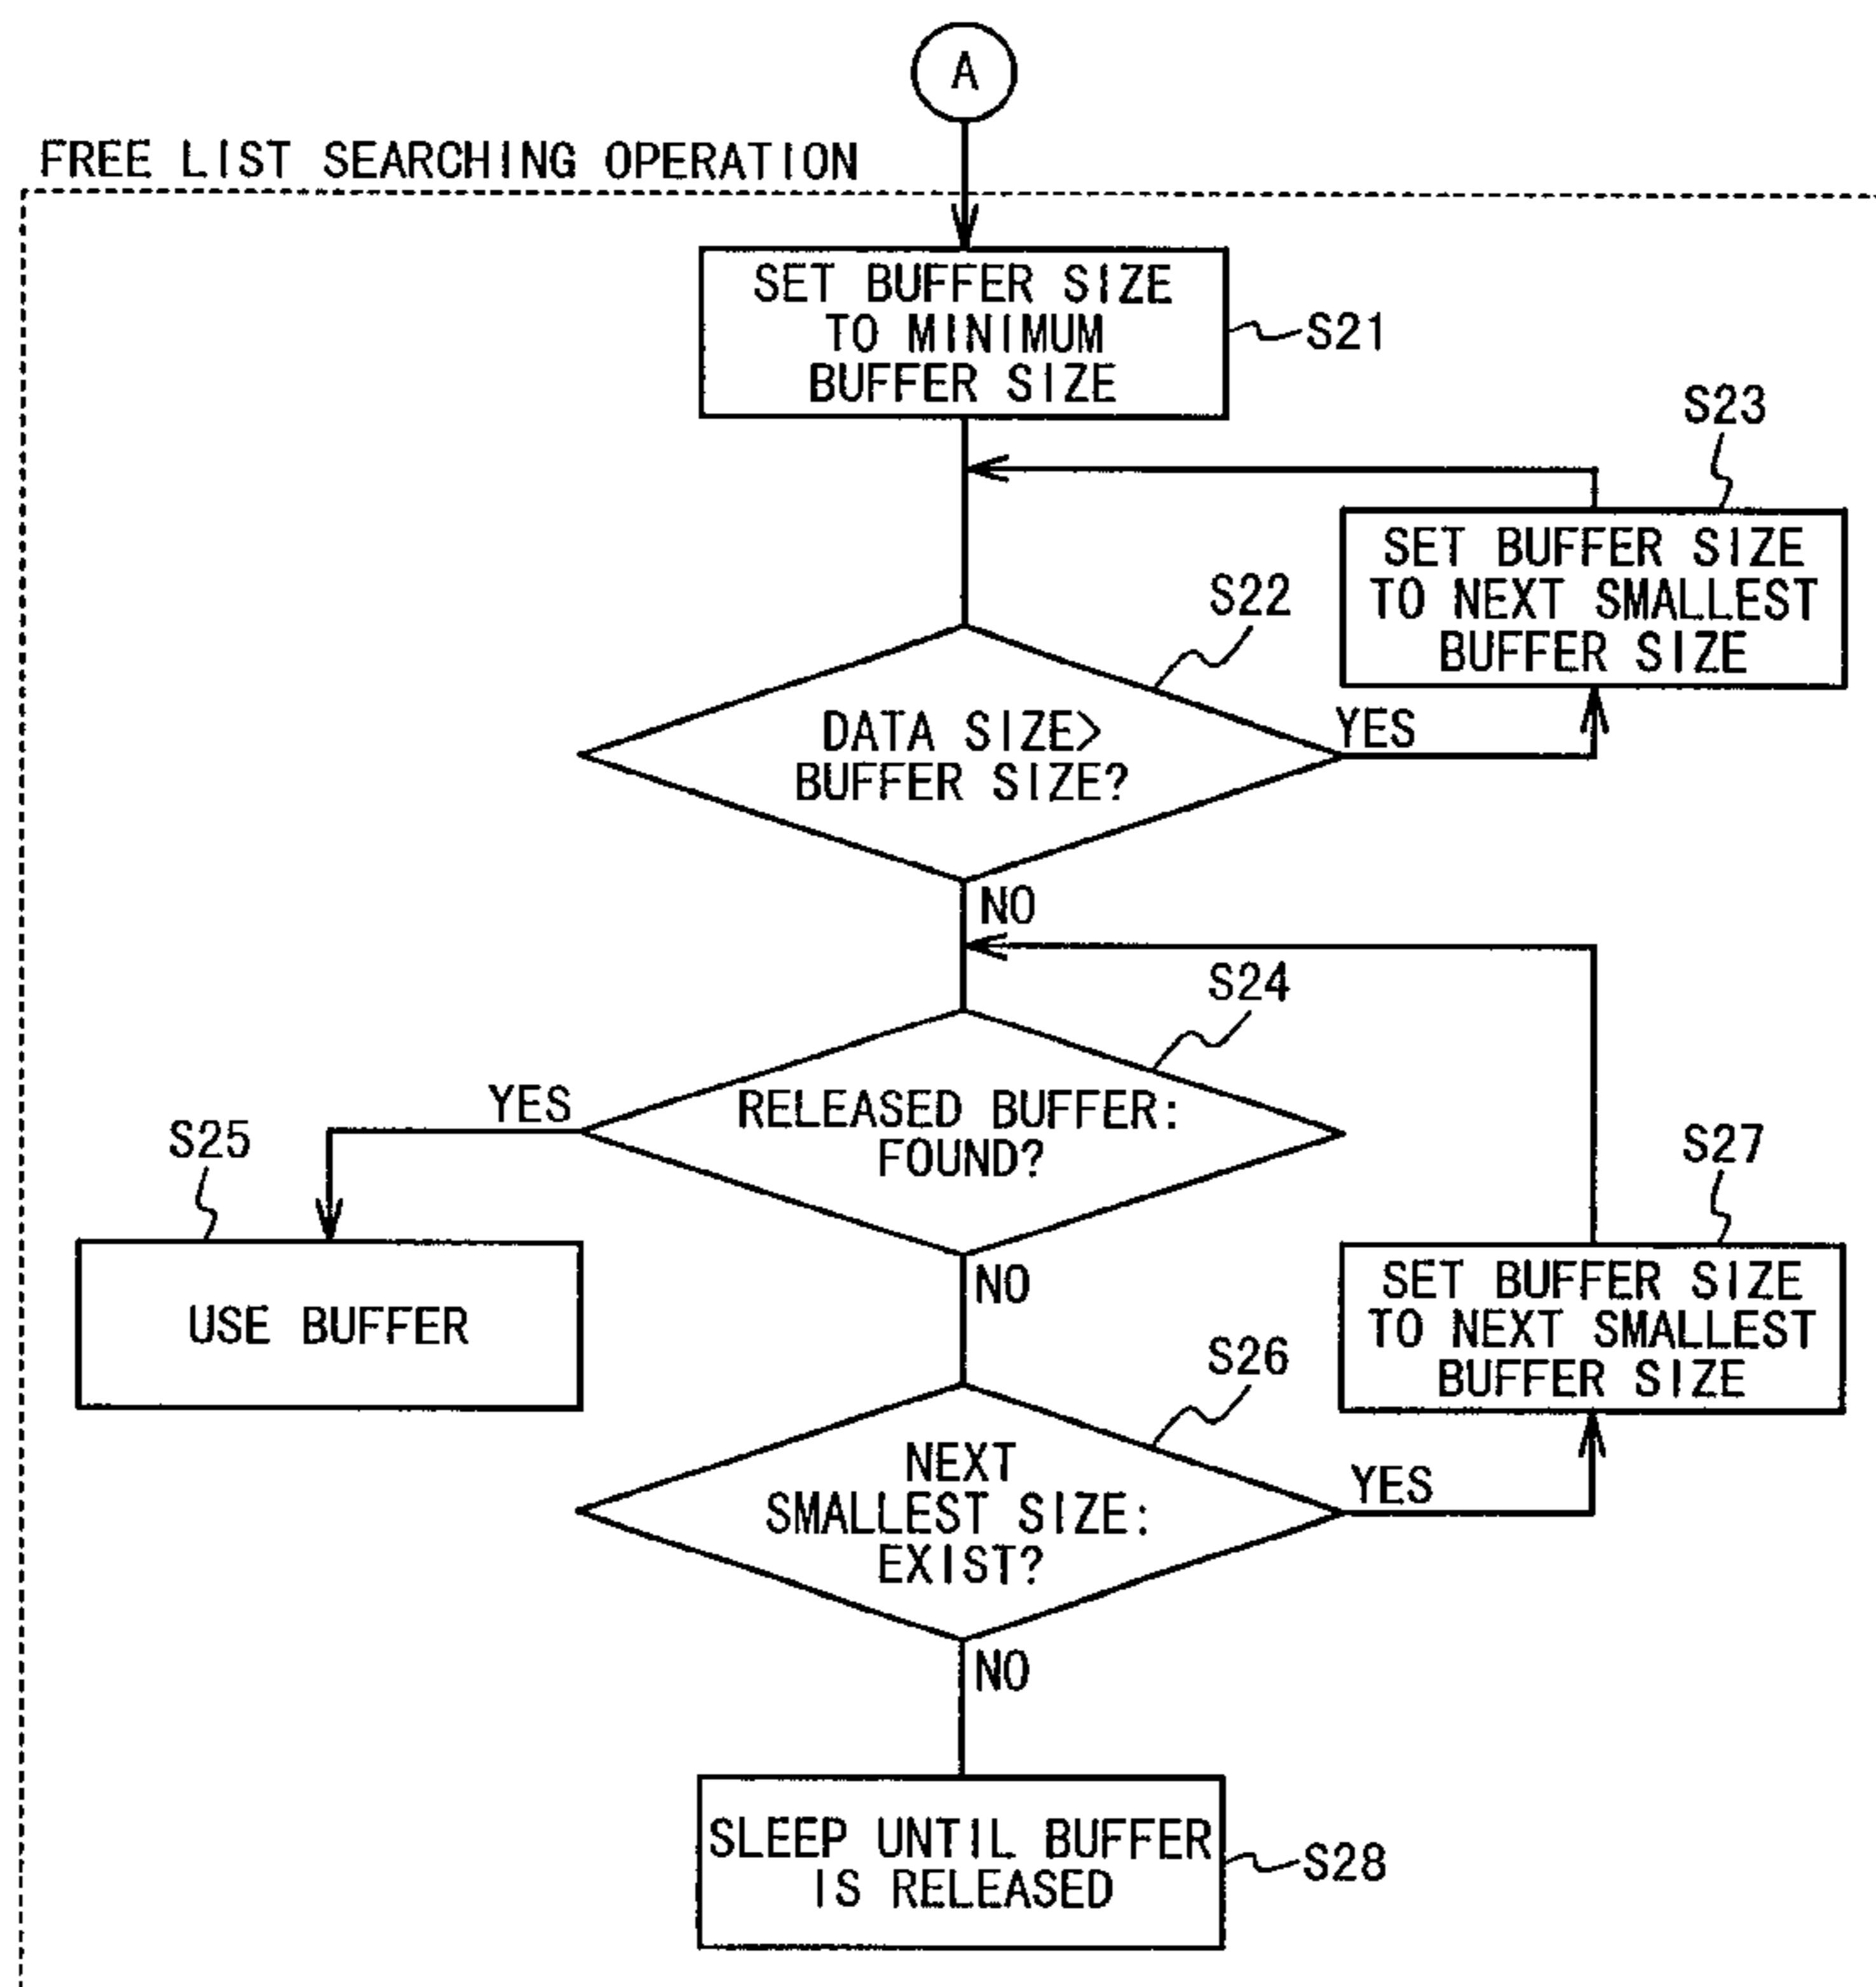 A
FREE LIST SEARCHING OPERATION
SET BUFFER SIZE
TO MINIMUM
BUFFER SIZE
S21
S23
SET BUFFER SIZE
TO NEXT SMALLEST
BUFFER SIZE
S22
DATA SIZE>
BUFFER SIZE?
YES
NO
S24
RELEASED BUFFER:
FOUND?
YES
S25
USE BUFFER
NO
S27
SET BUFFER SIZE
TO NEXT SMALLEST
BUFFER SIZE
S26
NEXT
SMALLEST SIZE:
EXIST?
YES
NO
SLEEP UNTIL BUFFER
IS RELEASED
S28